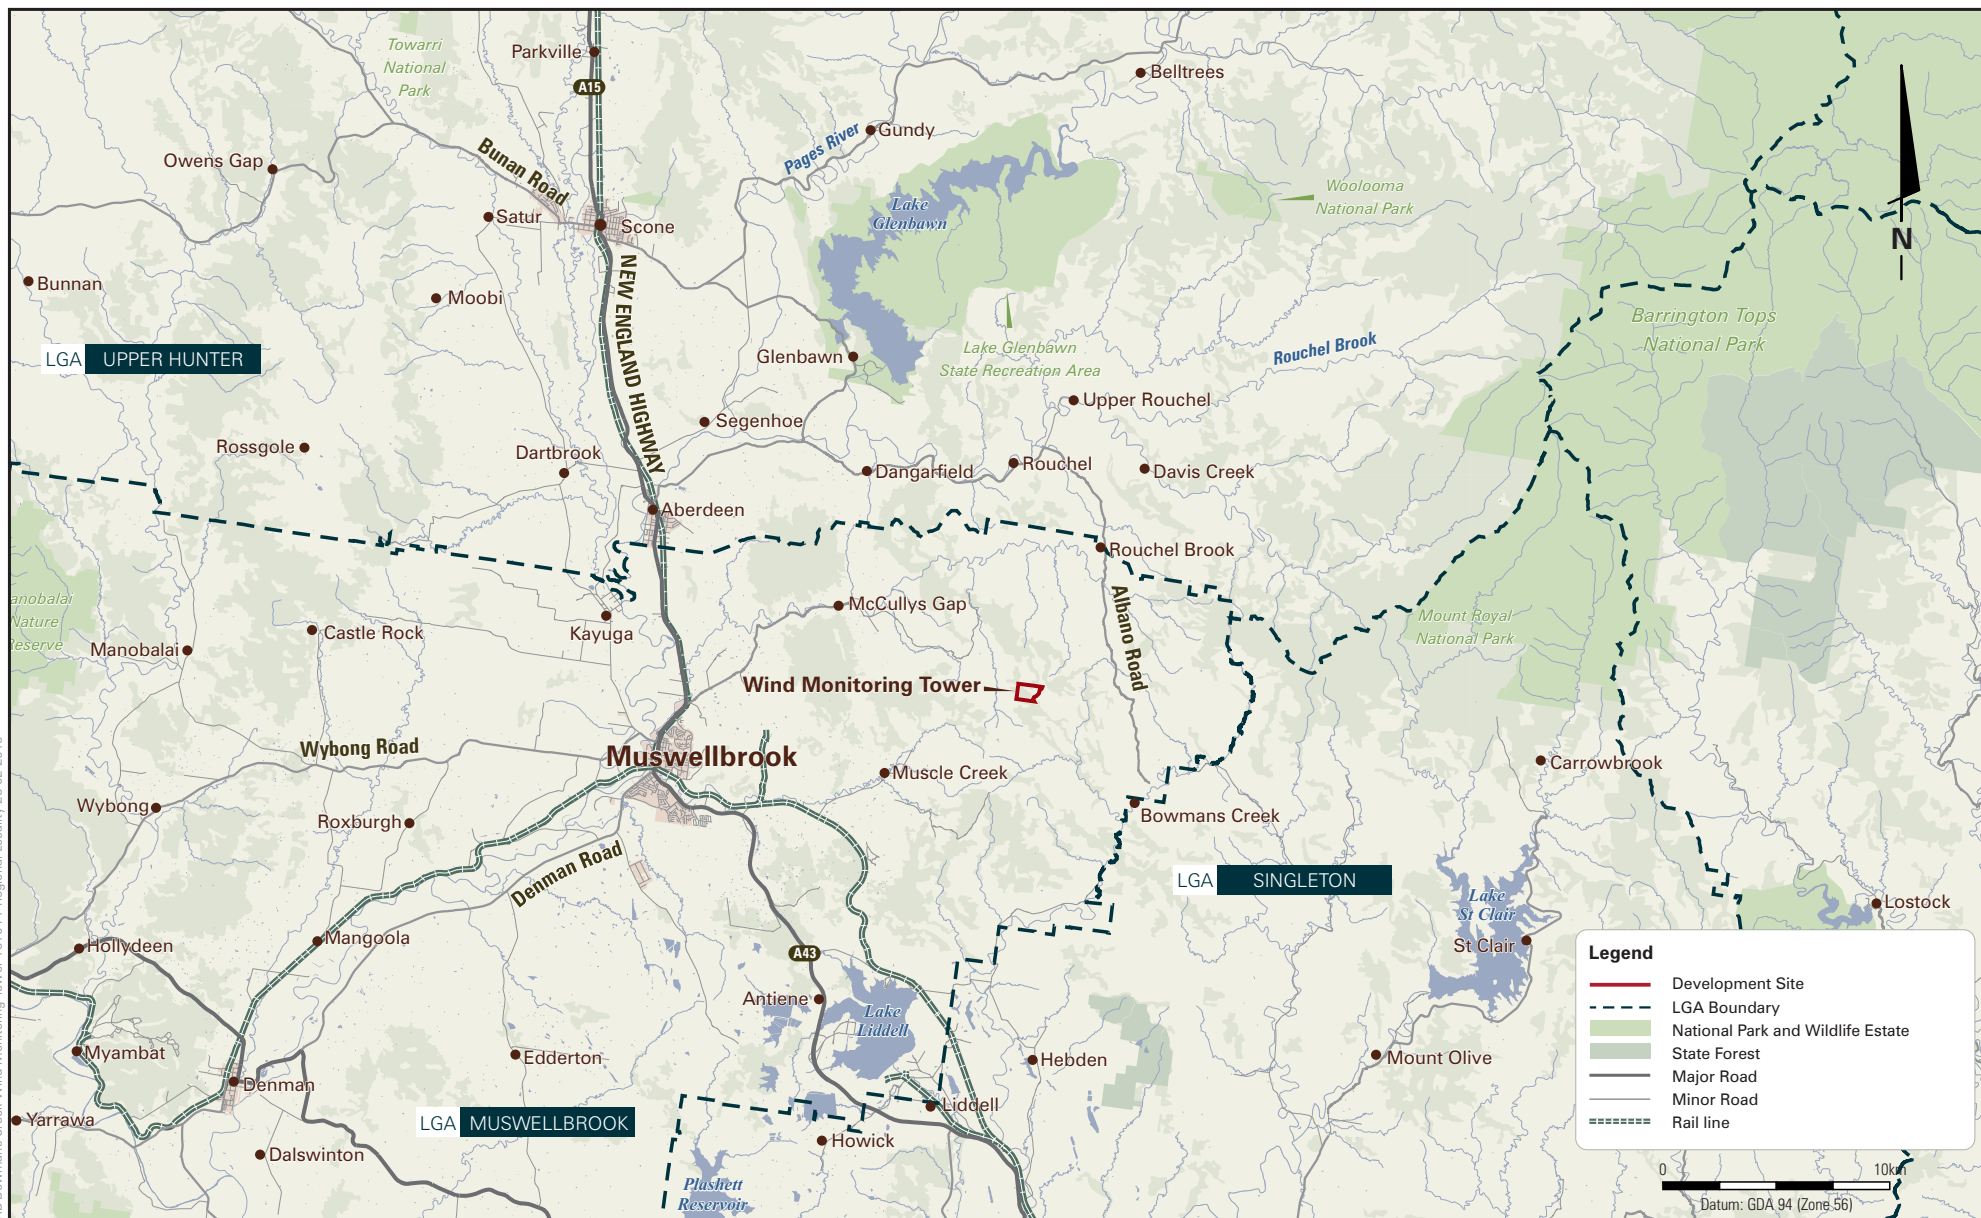 Towarri
National
Park
Parkville
A15
Belltrees
Gundy
Pages River
Owens Gap
Bunan Road
Satur
Scone
Lake
Glenbawn
Woolooma
National Park
N
Bunnan
Moobi
NEW ENGLAND HIGHWAY
Barrington Tops
National Park
LGA UPPER HUNTER
Glenbawn
Lake Glenbawn
State Recreation Area
Rouchel Brook
Upper Rouchel
Segenhoe
Rossgole
Dartbrook
Dangarfield
Rouchel
Davis Creek
Aberdeen
Rouchel Brook
anobalai
Nature
Reserve
McCullys Gap
Albano Road
Mount Royal
National Park
Castle Rock
Kayuga
Manobalai
Wind Monitoring Tower
Wybong Road
Muswellbrook
Muscle Creek
Carrowbrook
Wybong
Roxburgh
Bowmans Creek
Denman Road
LGA SINGLETON
Lake
St Clair
Lostock
St Clair
Hollydeen
Mangoola
A43
Antiene
Lake
Liddell
Myambat
Edderton
Hebden
Mount Olive
Denman
Yarrawa
LGA MUSWELLBROOK
Liddell
Howick
Dalswinton
Plashett
Reservoir
Legend
Development Site
LGA Boundary
National Park and Wildlife Estate
State Forest
Major Road
Minor Road
Rail line
0 10km
Datum: GDA 94 (Zone 56)